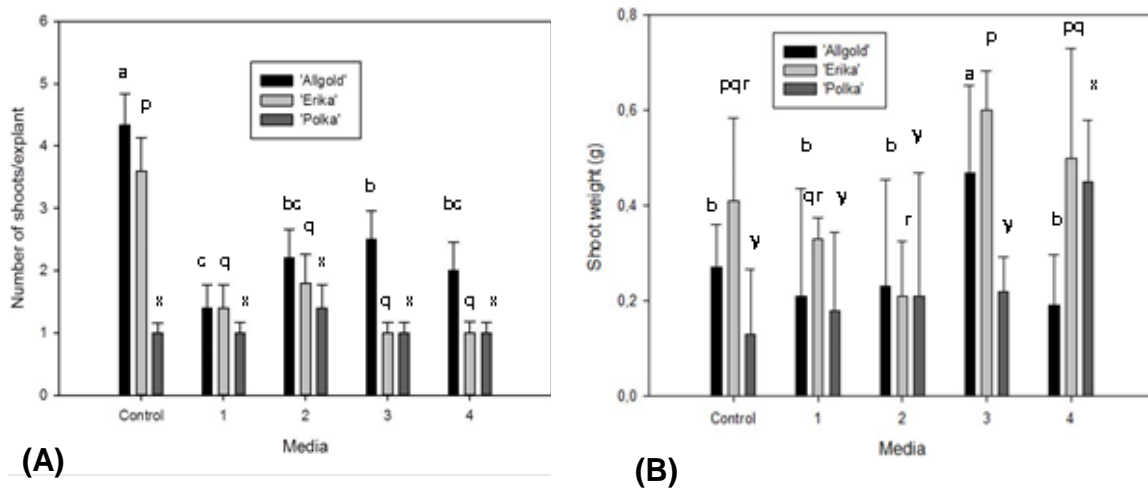 6
5
4
3
2
1
0
Number of shoots/explant
'Allgold'
'Erika'
'Polka'
a
p
x
c
q
x
bc
q
x
b
q
x
bc
q
x
Control
1
2
3
4
Media
(A)
0,8
0,6
0,4
0,2
0,0
Shoot weight (g)
'Allgold'
'Erika'
'Polka'
b
pqr
y
b
qr
y
b
r
y
a
p
y
b
pq
x
Control
1
2
3
4
Media
(B)